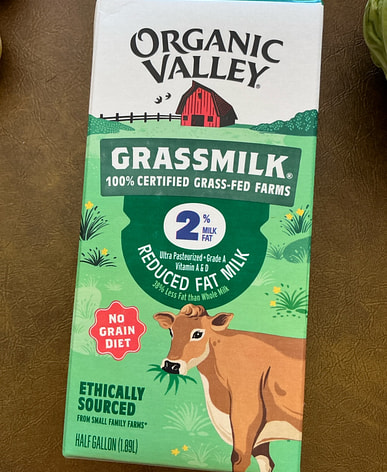 ORGANIC
VALLEY®
GRASSMILK®
100% CERTIFIED GRASS-FED FARMS
2% MILK FAT
Ultra Pasteurized • Grade A
Vitamin A & D
REDUCED FAT MILK
38% Less Fat than Whole Milk
NO
GRAIN
DIET
ETHICALLY
SOURCED
FROM SMALL FAMILY FARMS*
HALF GALLON (1.89L)